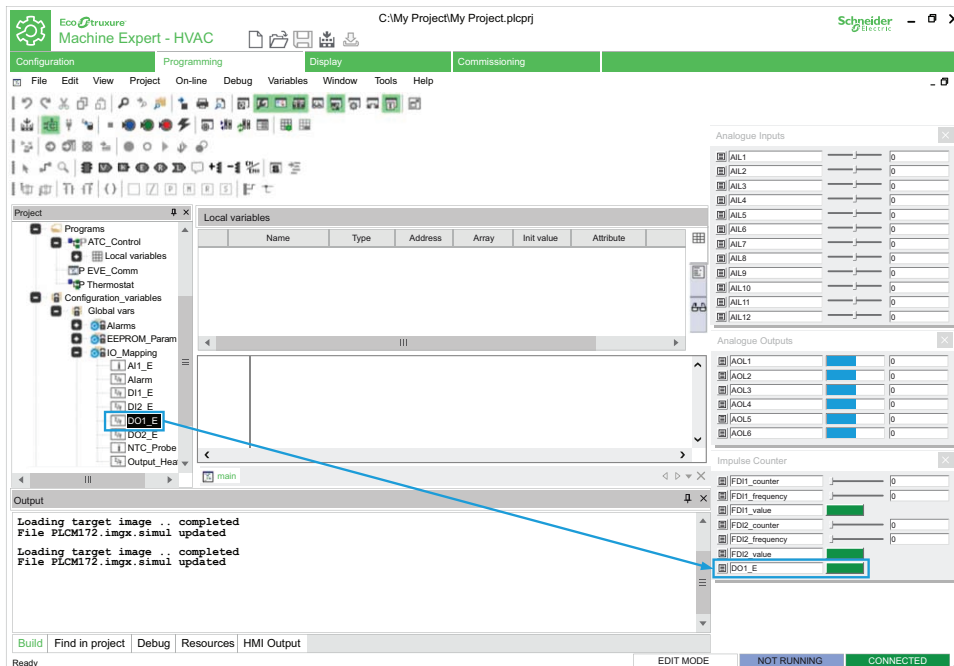 EcoStruxure
Machine Expert - HVAC
C:\My Project\My Project.plcprj
Schneider
Electric
Configuration Programming Display Commissioning
File Edit View Project On-line Debug Variables Window Tools Help
Project
Programs
ATC_Control
Local variables
P EVE_Comm
P Thermostat
Configuration_variables
Global vars
Alarms
EEPROM_Param
IO_Mapping
AI1_E
Alarm
DI1_E
DI2_E
DO1_E
DO2_E
NTC_Probe
Output_Hea
Local variables
Name Type Address Array Init value Attribute
main
Output
Loading target image .. completed
File PLCM172.imgx.simul updated
Loading target image .. completed
File PLCM172.imgx.simul updated
Build Find in project Debug Resources HMI Output
Analogue Inputs
AIL1 0
AIL2 0
AIL3 0
AIL4 0
AIL5 0
AIL6 0
AIL7 0
AIL8 0
AIL9 0
AIL10 0
AIL11 0
AIL12 0
Analogue Outputs
AOL1 0
AOL2 0
AOL3 0
AOL4 0
AOL5 0
AOL6 0
Impulse Counter
FDI1_counter 0
FDI1_frequency 0
FDI1_value
FDI2_counter 0
FDI2_frequency 0
FDI2_value
DO1_E
Ready EDIT MODE NOT RUNNING CONNECTED